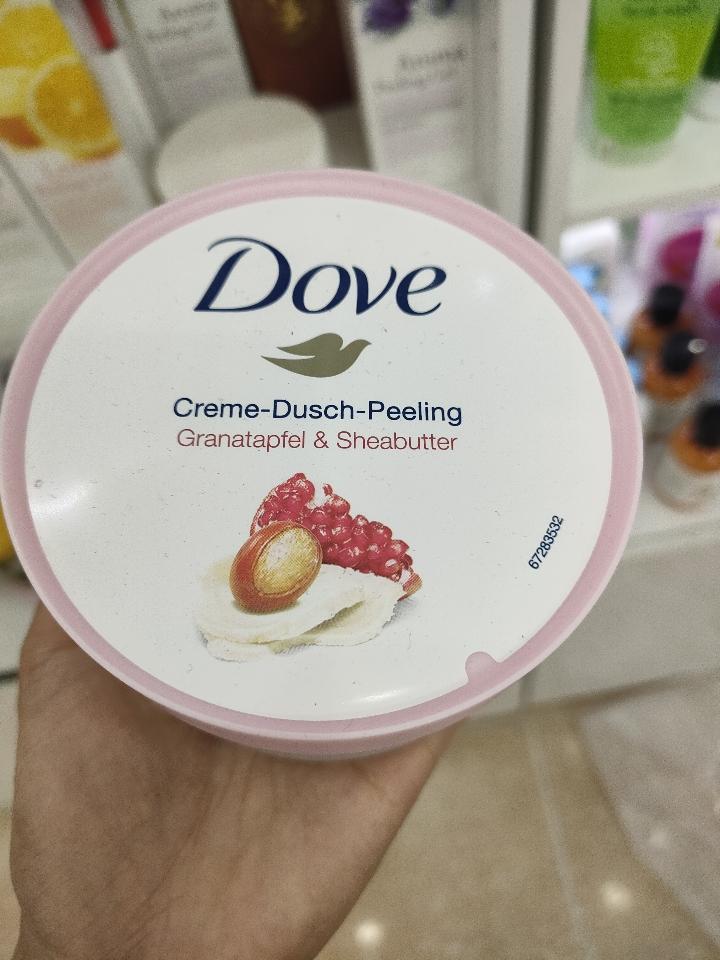 Dove
Creme-Dusch-Peeling
Granatapfel & Sheabutter
67283532